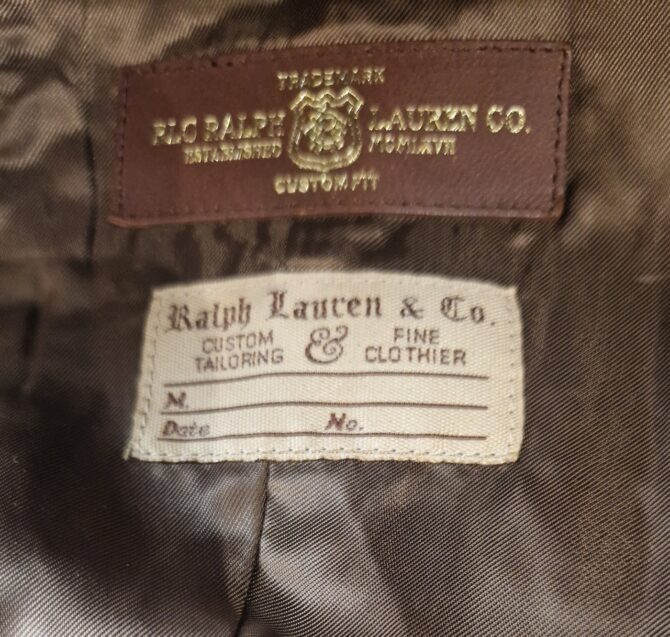 TRADEMARK
RLC RALPH LAUREN CO.
ESTABLISHED MCMLXVII
CUSTOM FIT
Ralph Lauren & Co.
CUSTOM TAILORING & FINE CLOTHIER
M.
Date No.